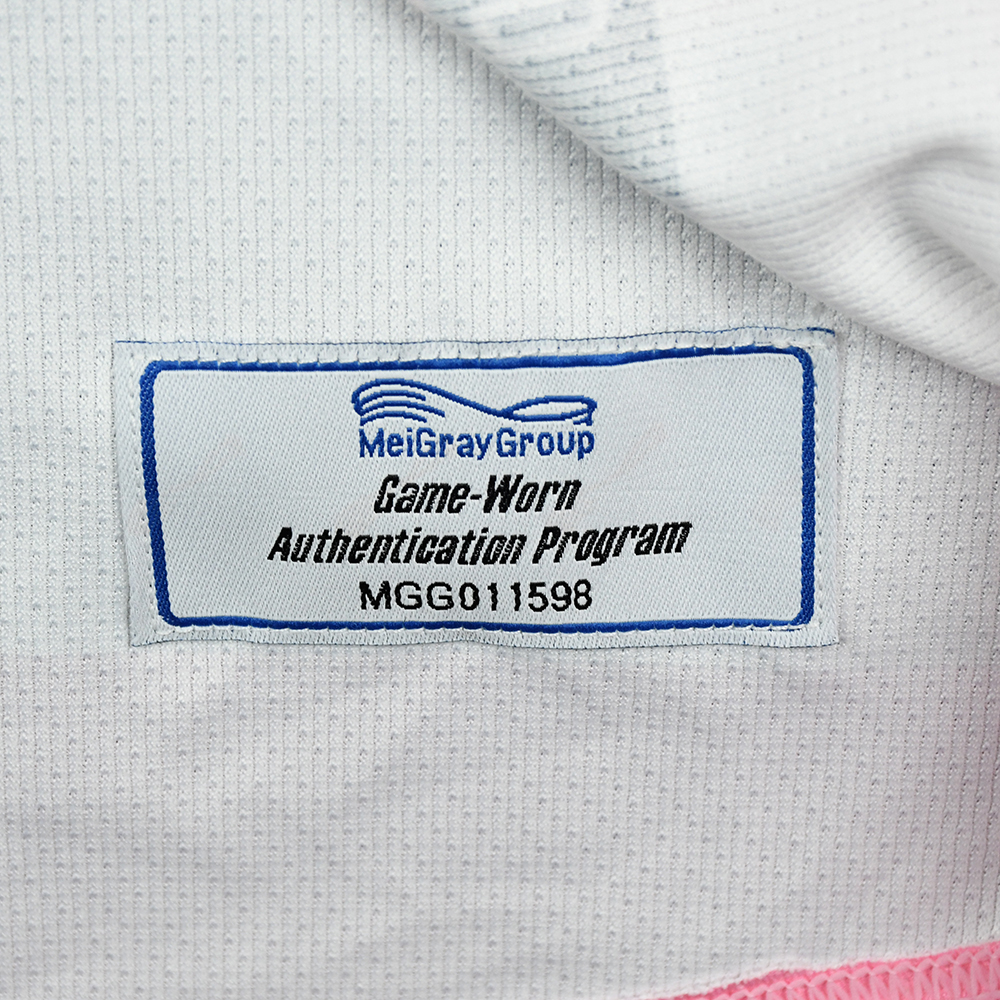 MeiGrayGroup
Game-Worn
Authentication Program
MGG011598